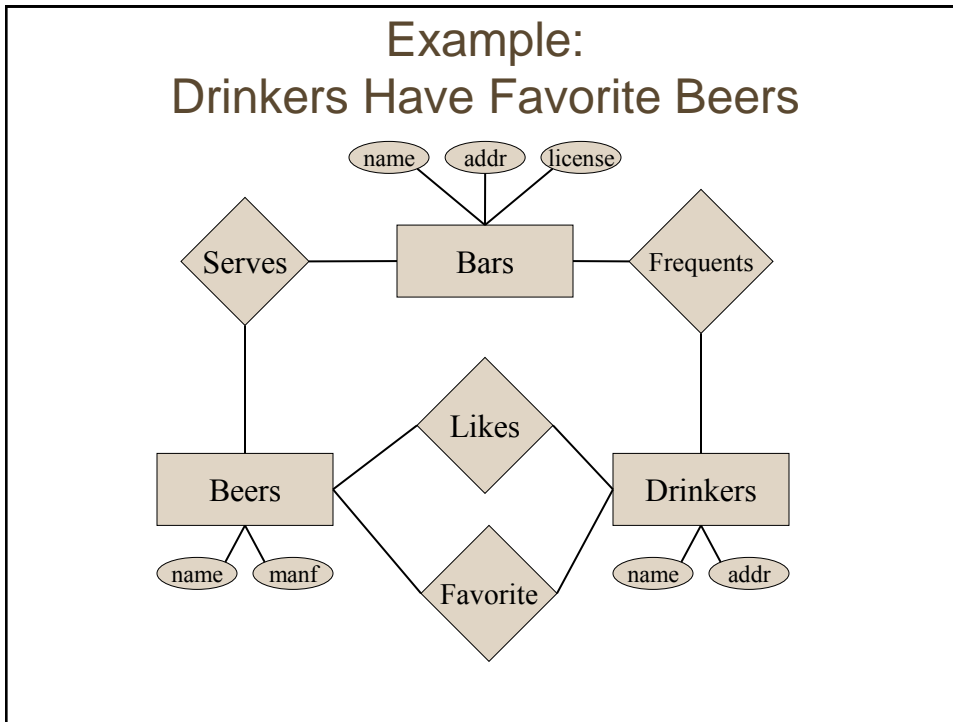 Example:
Drinkers Have Favorite Beers
name addr license
Serves Bars Frequents
Likes
Beers Drinkers
name manf name addr
Favorite